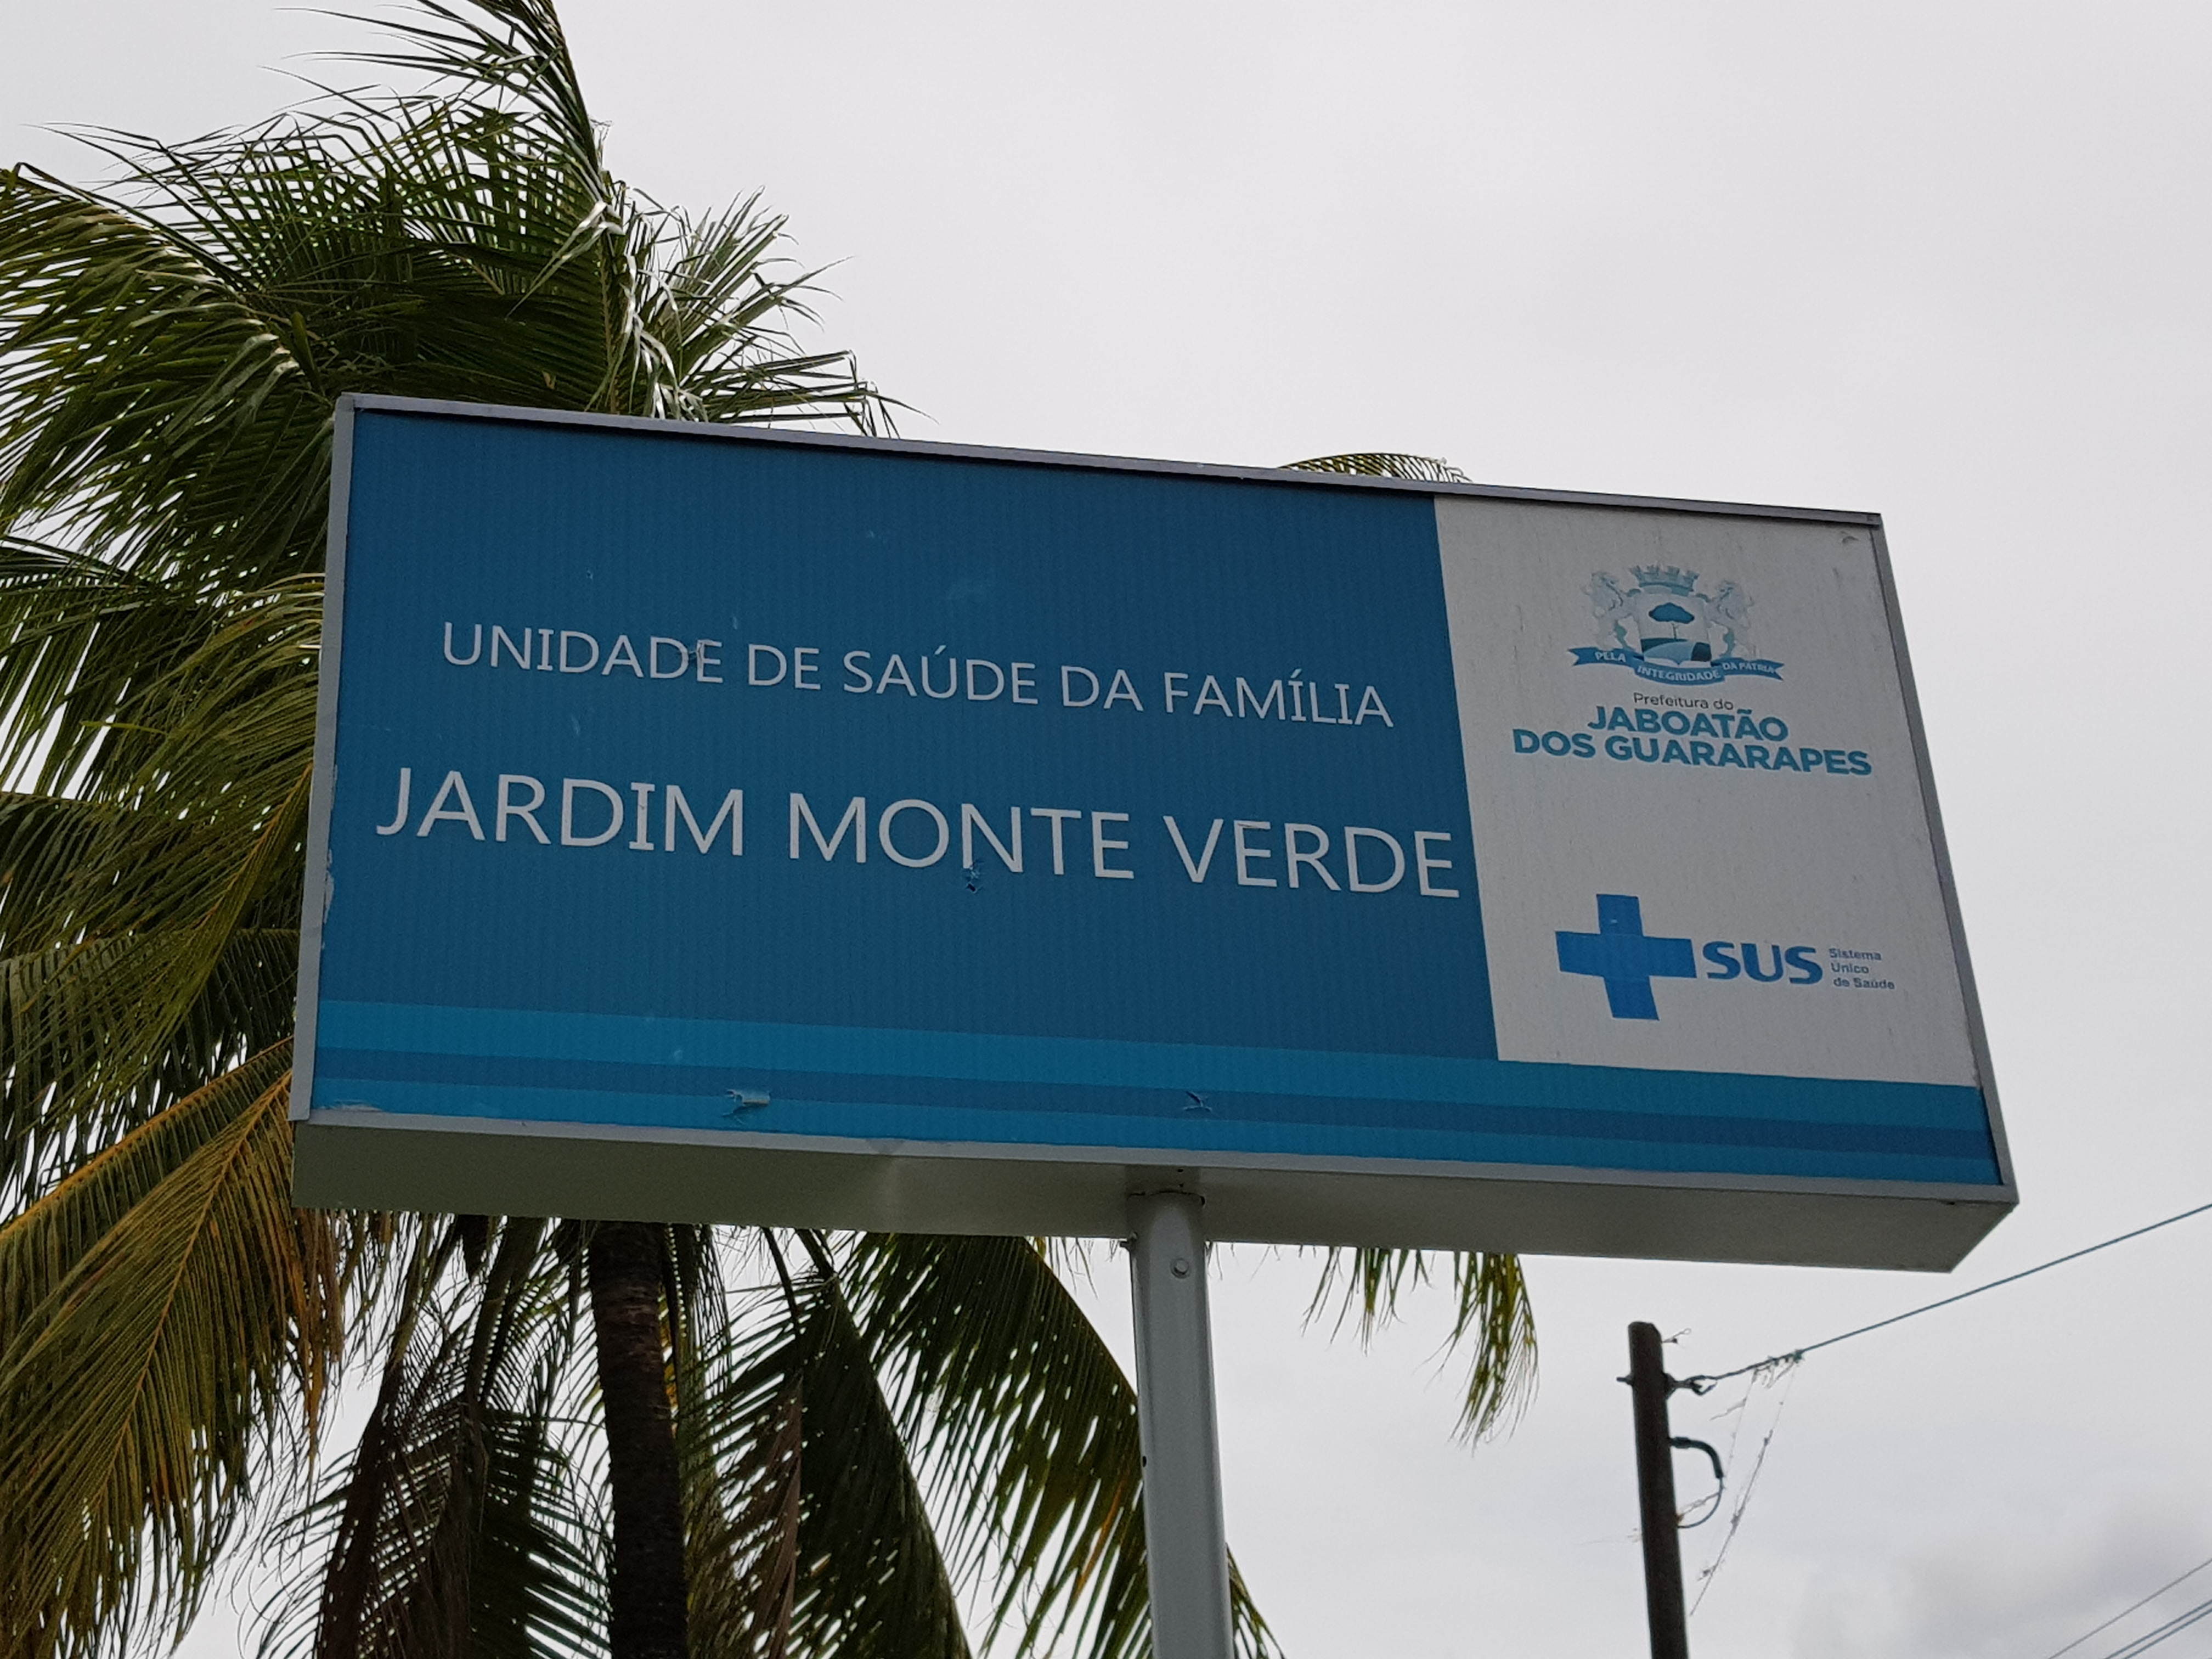 UNIDADE DE SAÚDE DA FAMÍLIA
JARDIM MONTE VERDE
PELA INTEGRIDADE DA PÁTRIA
Prefeitura do
JABOATÃO
DOS GUARARAPES
SUS
Sistema
Único
de Saúde